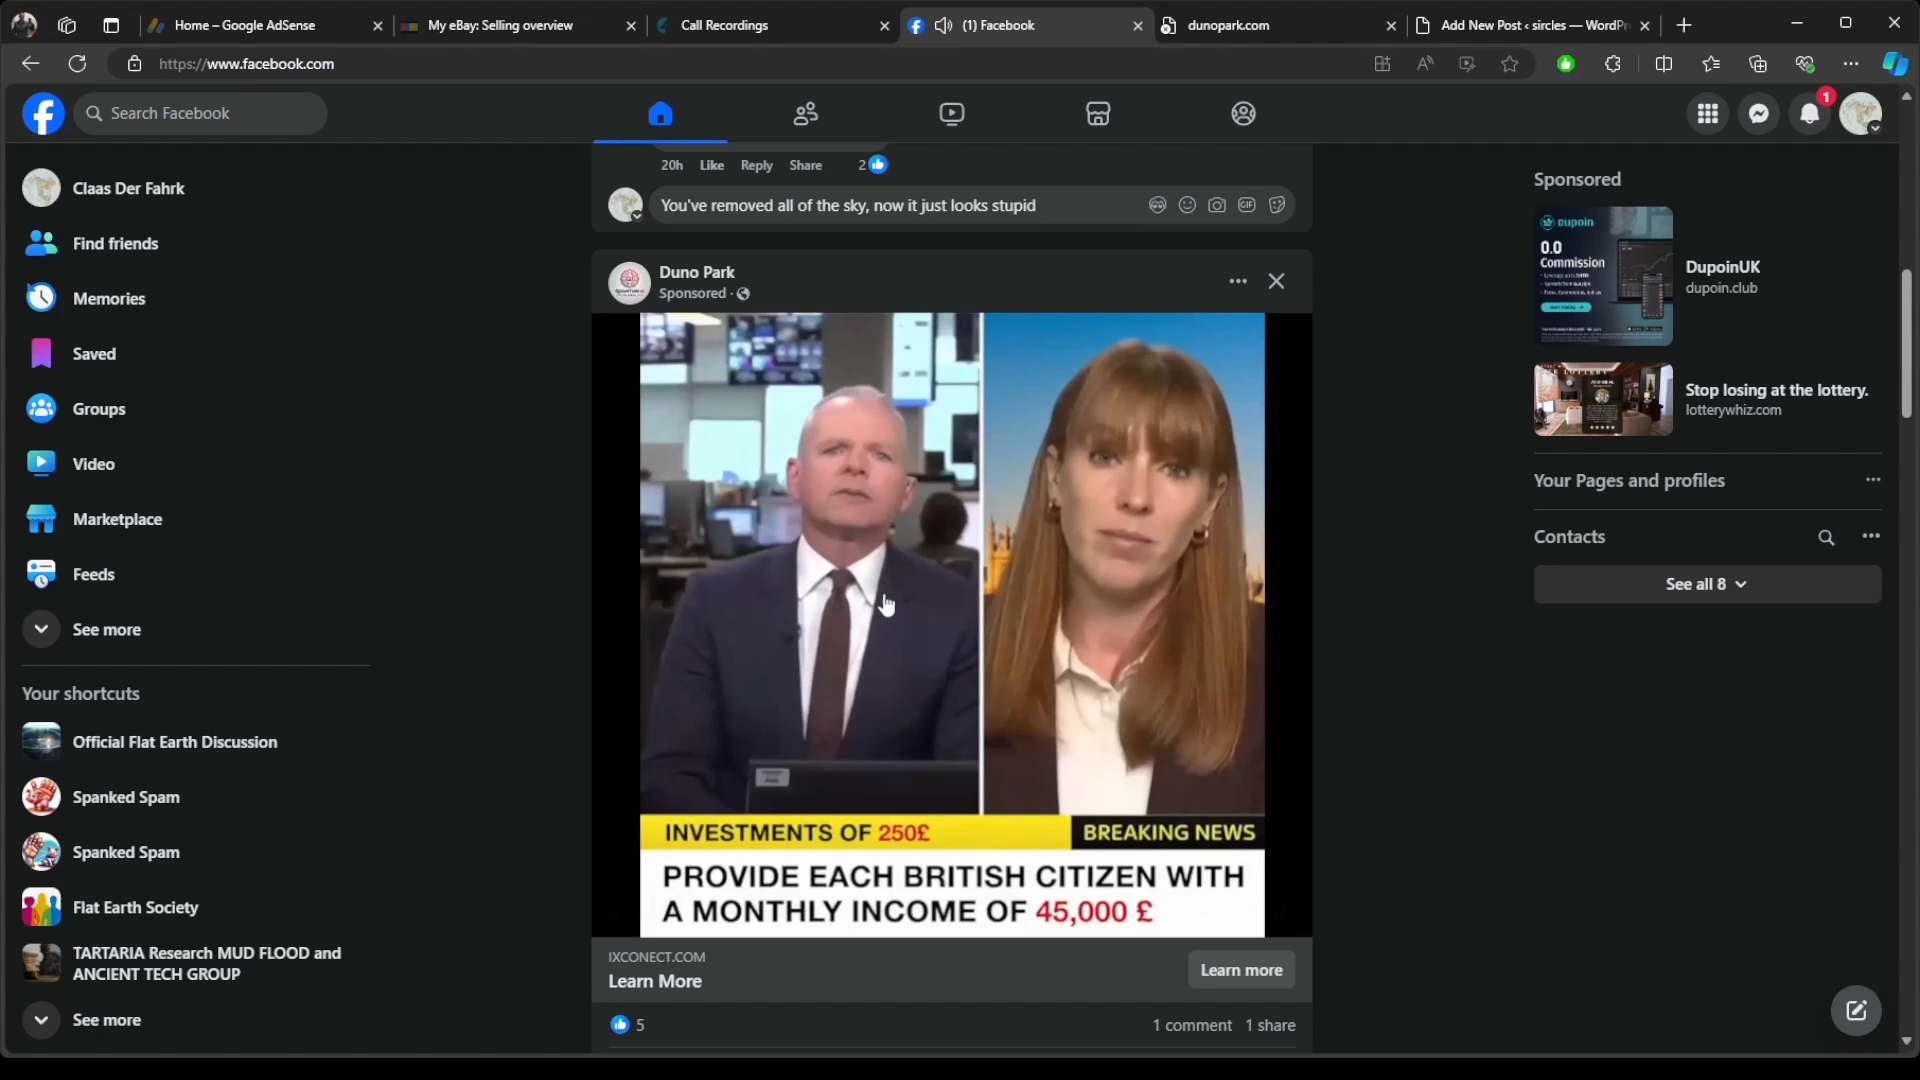 Home – Google AdSense
My eBay: Selling overview
Call Recordings
(1) Facebook
dunopark.com
Add New Post ‹ sircles — WordPr
https://www.facebook.com
Search Facebook
1
Claas Der Fahrk
Find friends
Memories
Saved
Groups
Video
Marketplace
Feeds
See more
Your shortcuts
Official Flat Earth Discussion
Spanked Spam
Spanked Spam
Flat Earth Society
TARTARIA Research MUD FLOOD and
ANCIENT TECH GROUP
See more
20h Like Reply Share 2
You've removed all of the sky, now it just looks stupid
GIF
Duno Park
Sponsored ·
INVESTMENTS OF 250£
BREAKING NEWS
PROVIDE EACH BRITISH CITIZEN WITH
A MONTHLY INCOME OF 45,000 £
IXCONECT.COM
Learn More
Learn more
5
1 comment 1 share
Sponsored
Dupoin
0.0
Commission
DupoinUK
dupoin.club
Stop losing at the lottery.
lotterywhiz.com
Your Pages and profiles
Contacts
See all 8